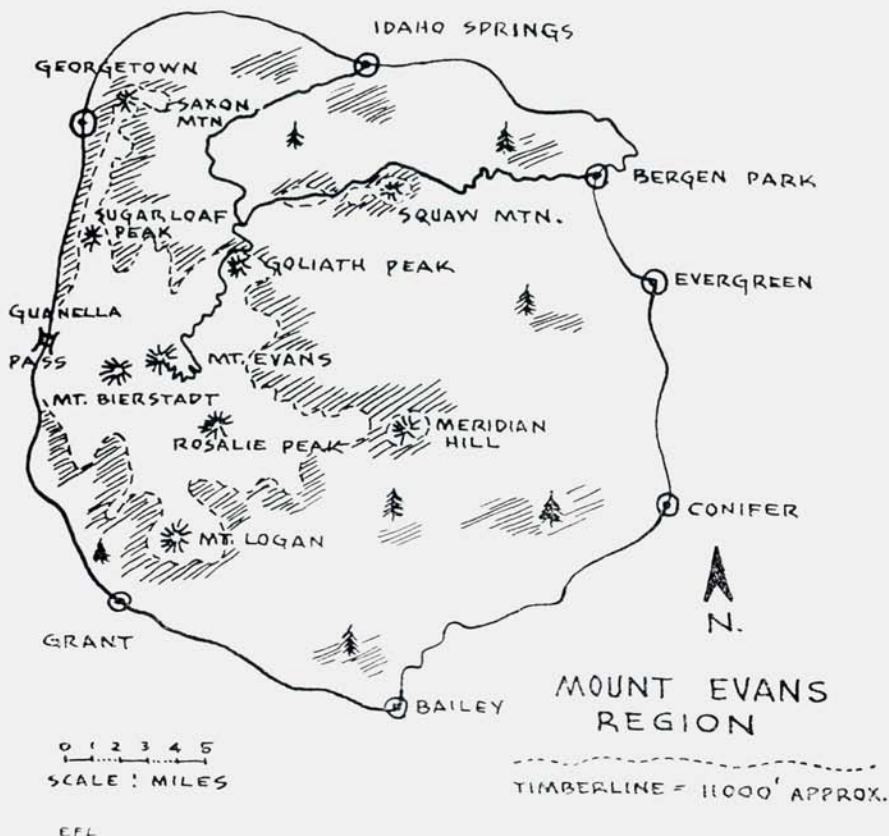 IDAHO SPRINGS
GEORGETOWN
SAXON
MTN
BERGEN PARK
SQUAW MTN.
SUGARLOAF
PEAK
GOLIATH PEAK
EVERGREEN
GUANELLA
PASS
MT. EVANS
MT. BIERSTADT
ROSALIE PEAK
MERIDIAN
HILL
CONIFER
MT. LOGAN
N.
GRANT
MOUNT EVANS
REGION
BAILEY
0 1 2 3 4 5
SCALE : MILES
TIMBERLINE = 11000' APPROX.
EFL